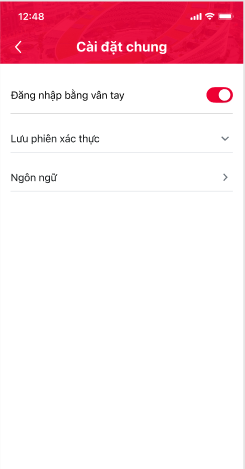 12:48
Cài đặt chung
Đăng nhập bằng vân tay
Lưu phiên xác thực
Ngôn ngữ